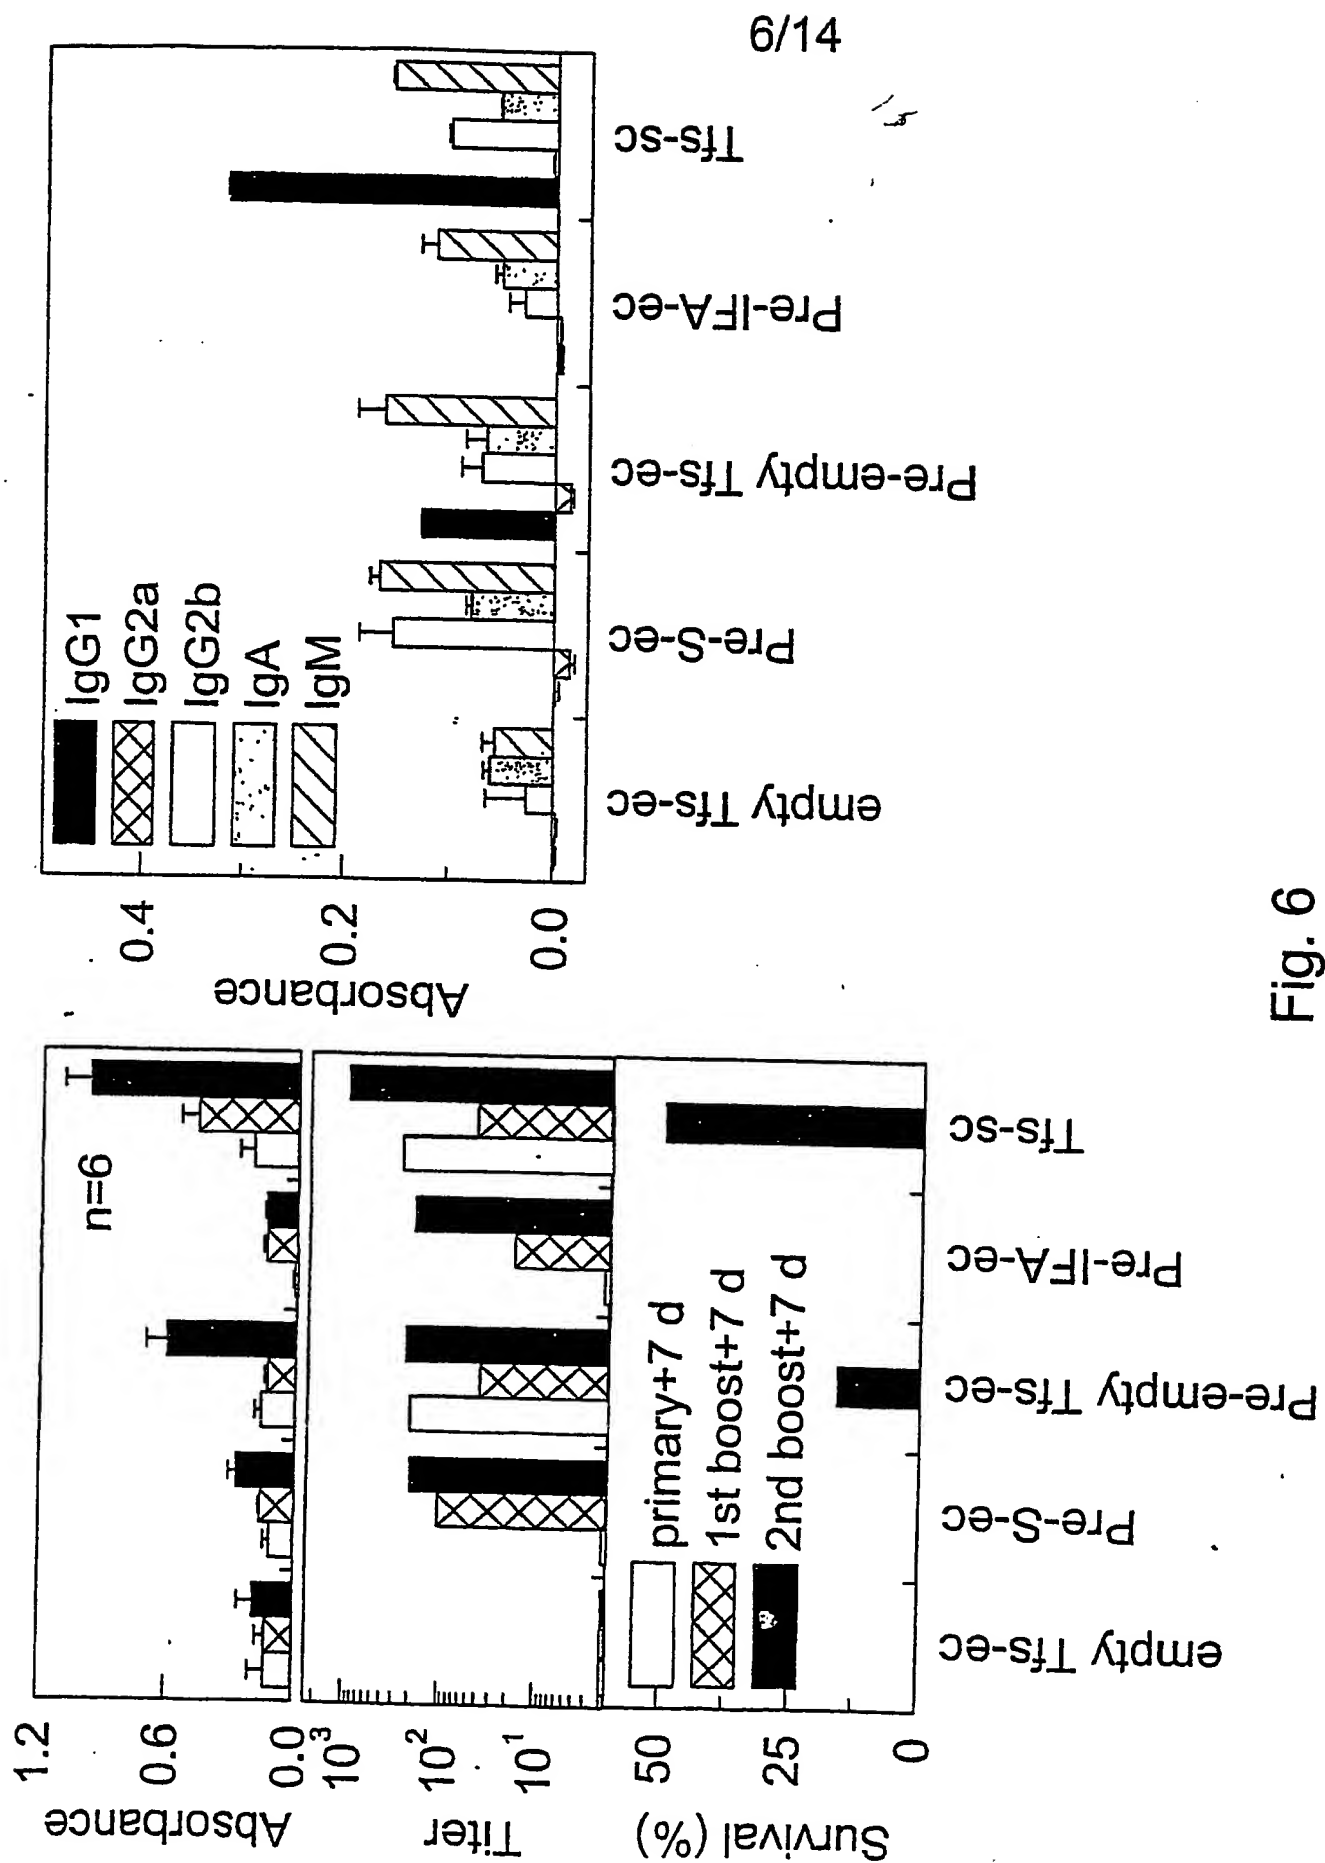 6/14
Absorbance
1.2
0.6
0.0
n=6
Titer
10³
10²
10¹
Survival (%)
50
25
0
primary+7 d
1st boost+7 d
2nd boost+7 d
empty Tfs-ec
Pre-S-ec
Pre-empty Tfs-ec
Pre-IFA-ec
Tfs-sc
Absorbance
0.4
0.2
0.0
IgG1
IgG2a
IgG2b
IgA
IgM
empty Tfs-ec
Pre-S-ec
Pre-empty Tfs-ec
Pre-IFA-ec
Tfs-sc
Fig. 6